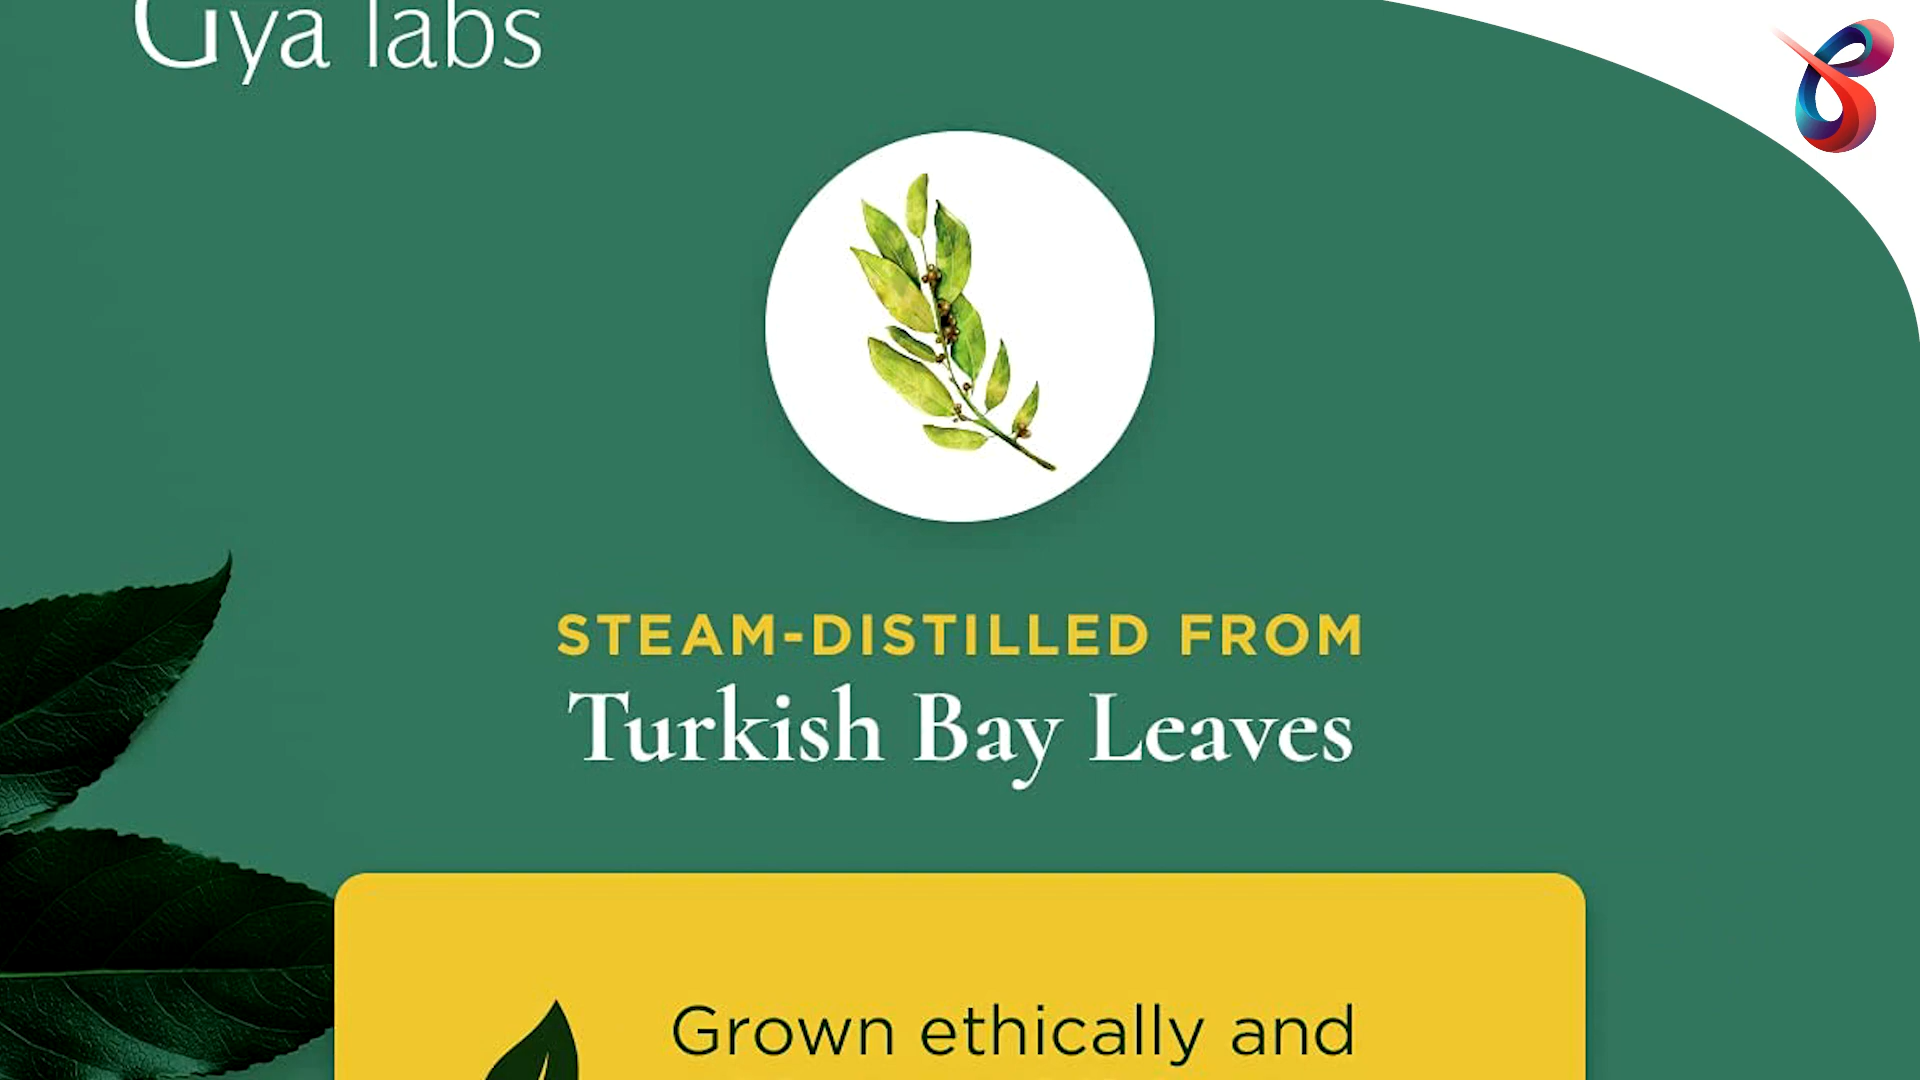 Gya labs
STEAM-DISTILLED FROM
Turkish Bay Leaves
Grown ethically and